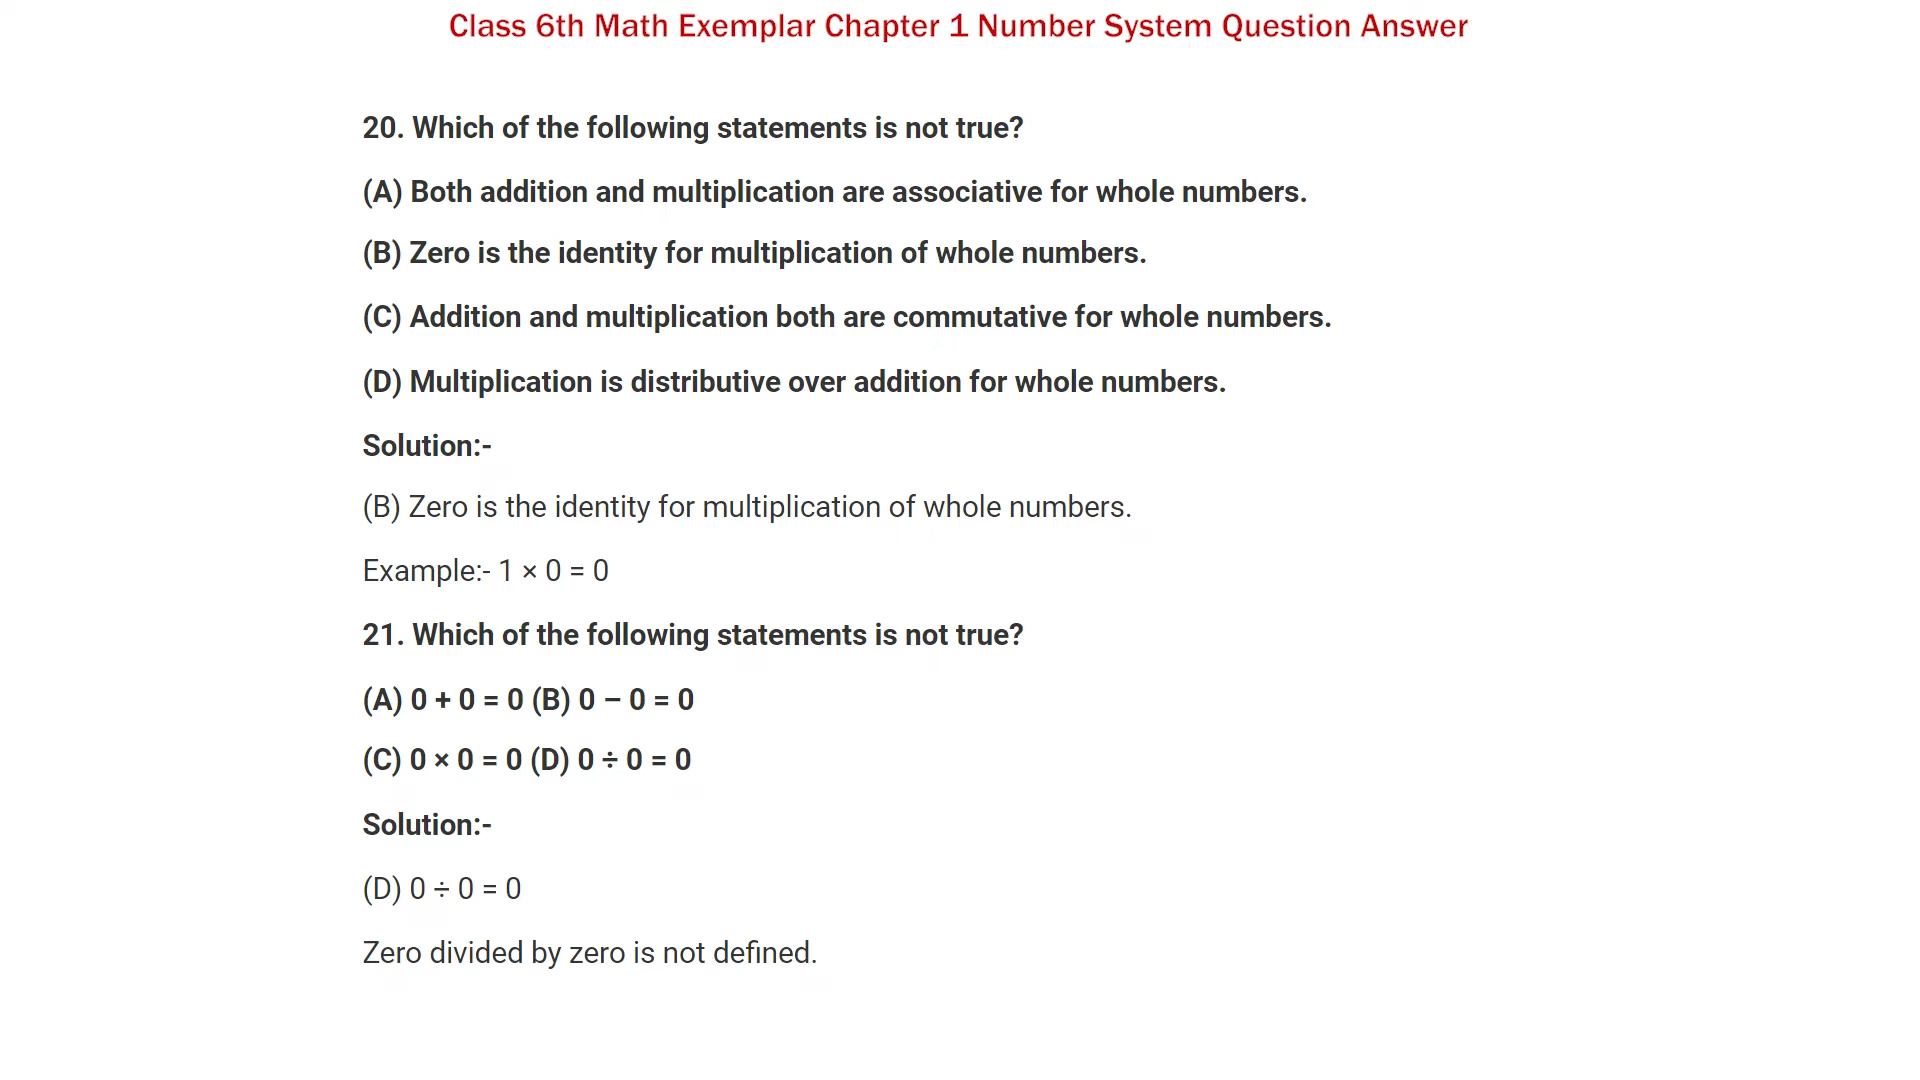 Class 6th Math Exemplar Chapter 1 Number System Question Answer
20. Which of the following statements is not true?
(A) Both addition and multiplication are associative for whole numbers.
(B) Zero is the identity for multiplication of whole numbers.
(C) Addition and multiplication both are commutative for whole numbers.
(D) Multiplication is distributive over addition for whole numbers.
Solution:-
(B) Zero is the identity for multiplication of whole numbers.
Example:- 1 × 0 = 0
21. Which of the following statements is not true?
(A) 0 + 0 = 0 (B) 0 – 0 = 0
(C) 0 × 0 = 0 (D) 0 ÷ 0 = 0
Solution:-
(D) 0 ÷ 0 = 0
Zero divided by zero is not defined.